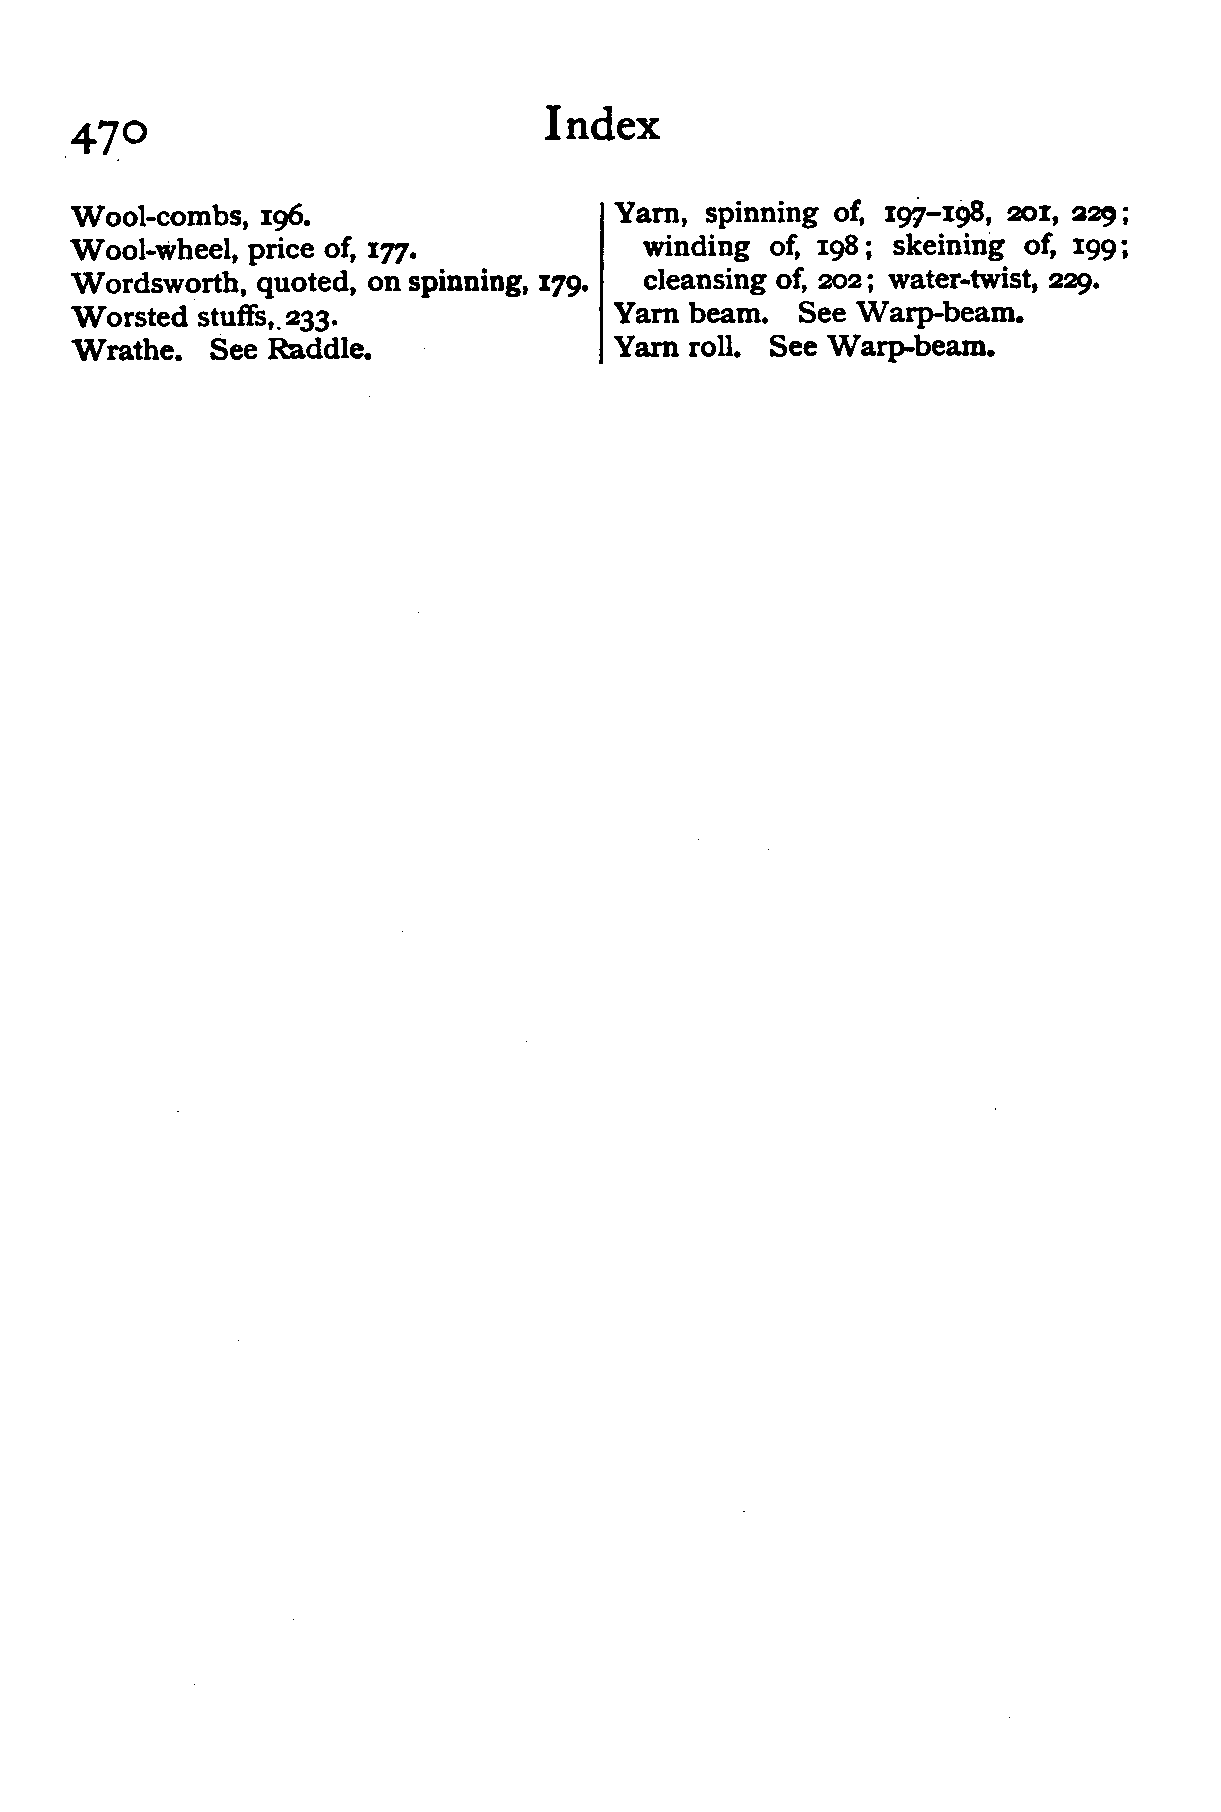 470
Index
Wool-combs, 196.
Wool-wheel, price of, 177.
Wordsworth, quoted, on spinning, 179.
Worsted stuffs, 233.
Wrathe. See Raddle.
Yarn, spinning of, 197–198, 201, 229;
winding of, 198; skeining of, 199;
cleansing of, 202; water-twist, 229.
Yarn beam. See Warp-beam.
Yarn roll. See Warp-beam.